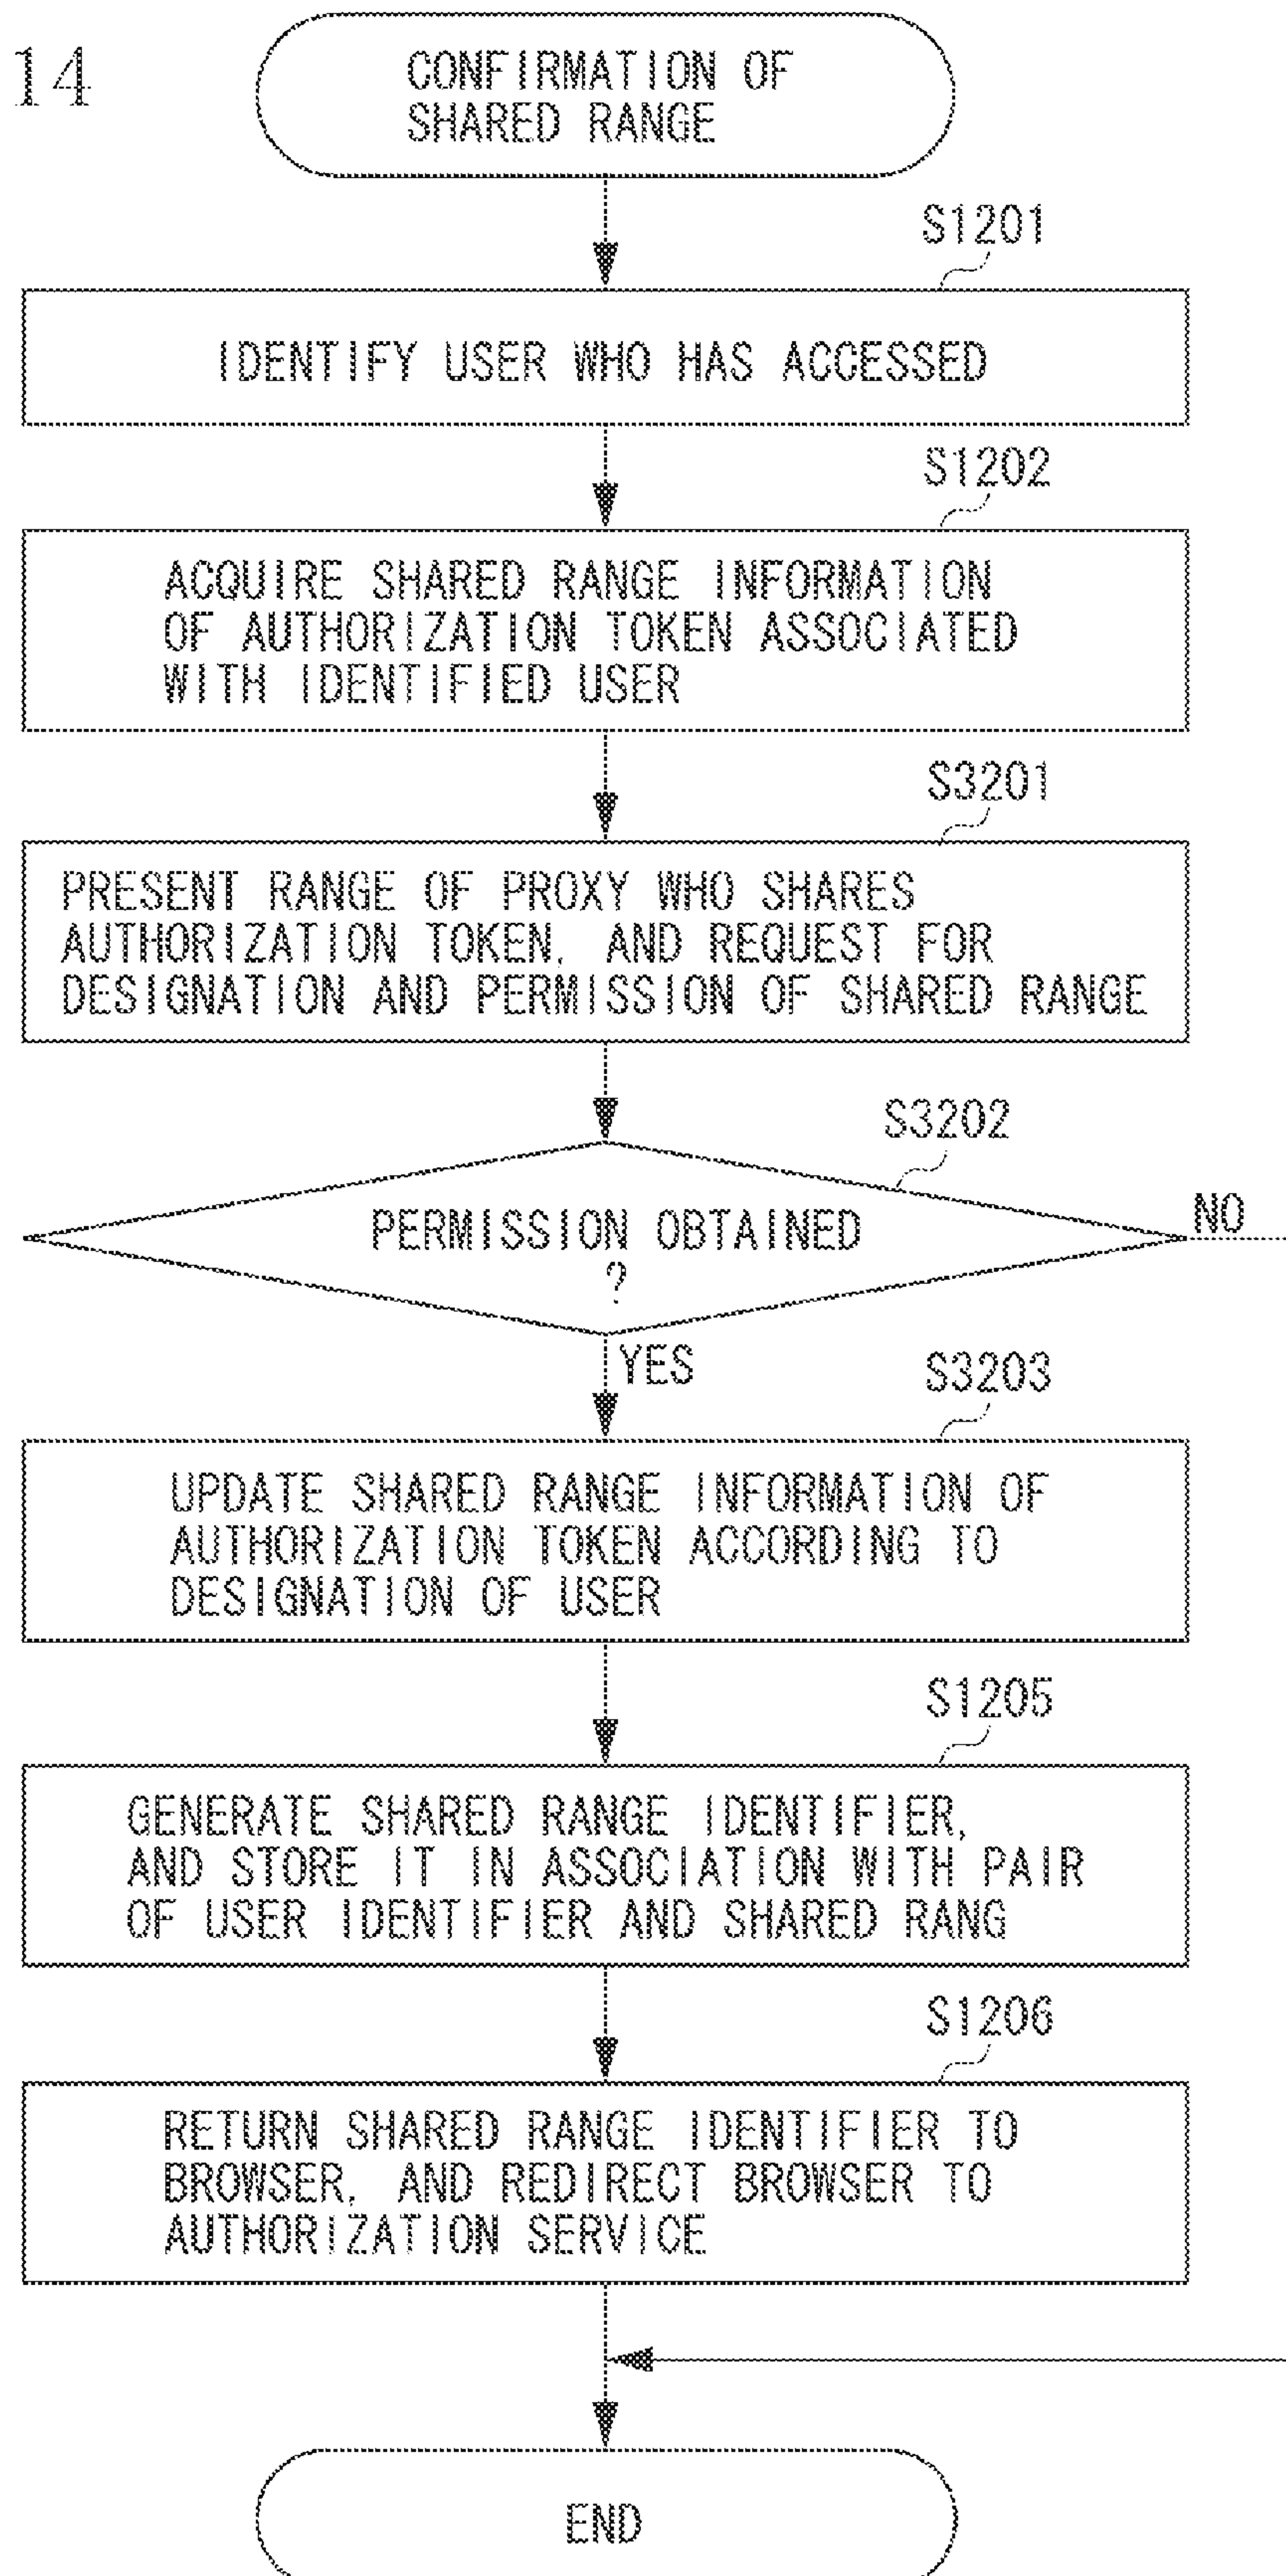 14
CONFIRMATION OF
SHARED RANGE
S1201
IDENTIFY USER WHO HAS ACCESSED
S1202
ACQUIRE SHARED RANGE INFORMATION
OF AUTHORIZATION TOKEN ASSOCIATED
WITH IDENTIFIED USER
S3201
PRESENT RANGE OF PROXY WHO SHARES
AUTHORIZATION TOKEN, AND REQUEST FOR
DESIGNATION AND PERMISSION OF SHARED RANGE
S3202
PERMISSION OBTAINED
?
NO
YES
S3203
UPDATE SHARED RANGE INFORMATION OF
AUTHORIZATION TOKEN ACCORDING TO
DESIGNATION OF USER
S1205
GENERATE SHARED RANGE IDENTIFIER,
AND STORE IT IN ASSOCIATION WITH PAIR
OF USER IDENTIFIER AND SHARED RANG
S1206
RETURN SHARED RANGE IDENTIFIER TO
BROWSER, AND REDIRECT BROWSER TO
AUTHORIZATION SERVICE
END